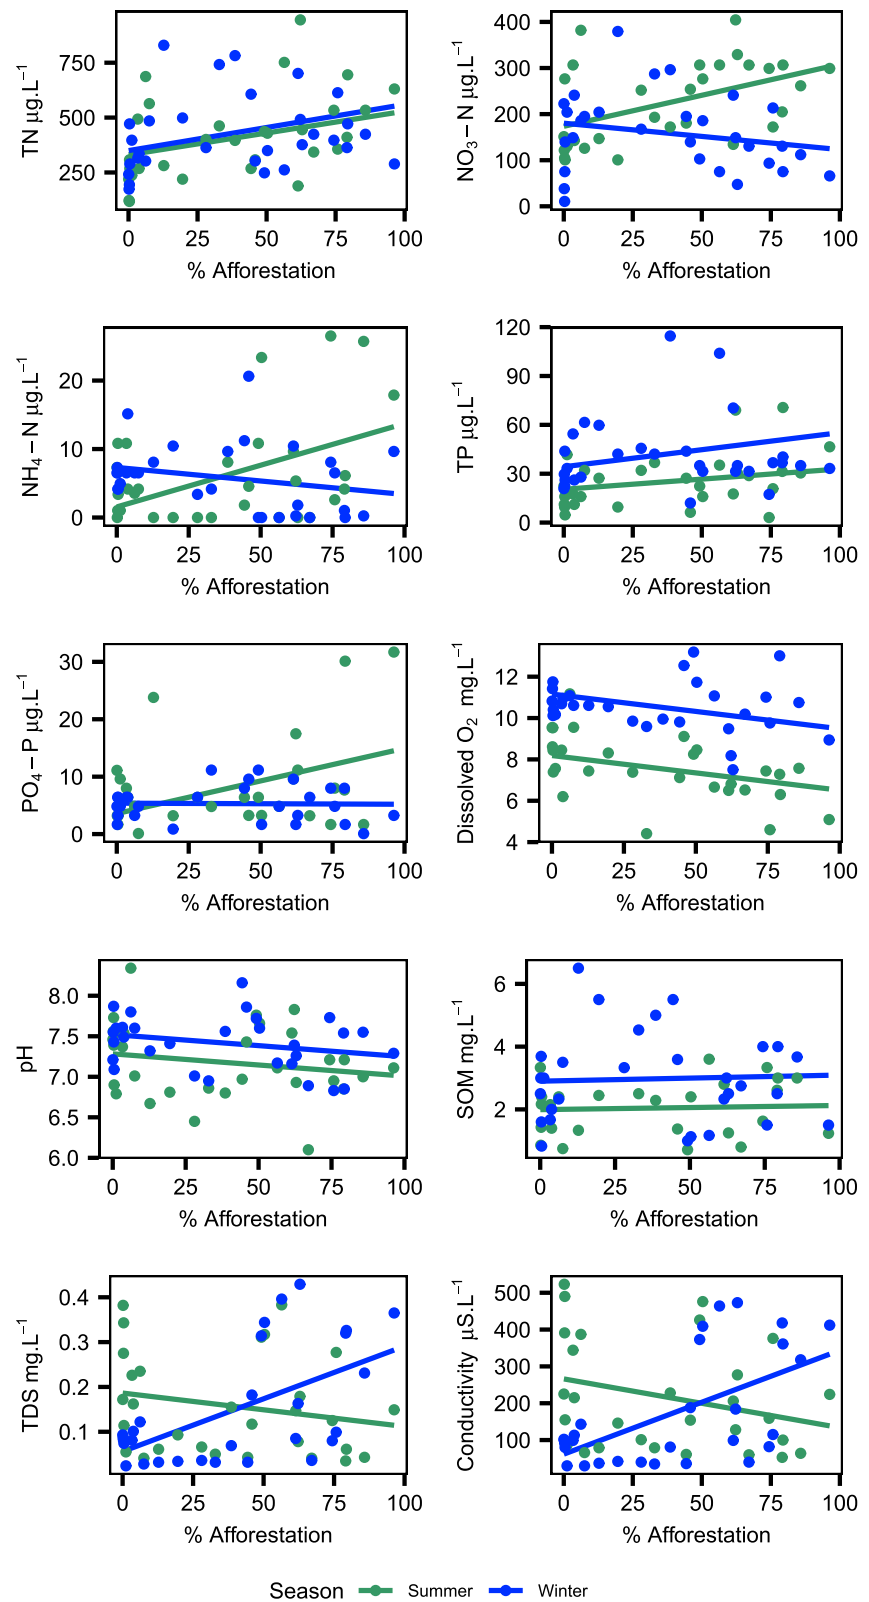 TN µg.L⁻¹
750
500
250
0 25 50 75 100
% Afforestation
NO₃ – N µg.L⁻¹
400
300
200
100
0
0 25 50 75 100
% Afforestation
NH₄ – N µg.L⁻¹
20
10
0
0 25 50 75 100
% Afforestation
TP µg.L⁻¹
120
90
60
30
0
0 25 50 75 100
% Afforestation
PO₄ – P µg.L⁻¹
30
20
10
0
0 25 50 75 100
% Afforestation
Dissolved O₂ mg.L⁻¹
12
10
8
6
4
0 25 50 75 100
% Afforestation
pH
8.0
7.5
7.0
6.5
6.0
0 25 50 75 100
% Afforestation
SOM mg.L⁻¹
6
4
2
0 25 50 75 100
% Afforestation
TDS mg.L⁻¹
0.4
0.3
0.2
0.1
0 25 50 75 100
% Afforestation
Conductivity µS.L⁻¹
500
400
300
200
100
0 25 50 75 100
% Afforestation
Season Summer Winter